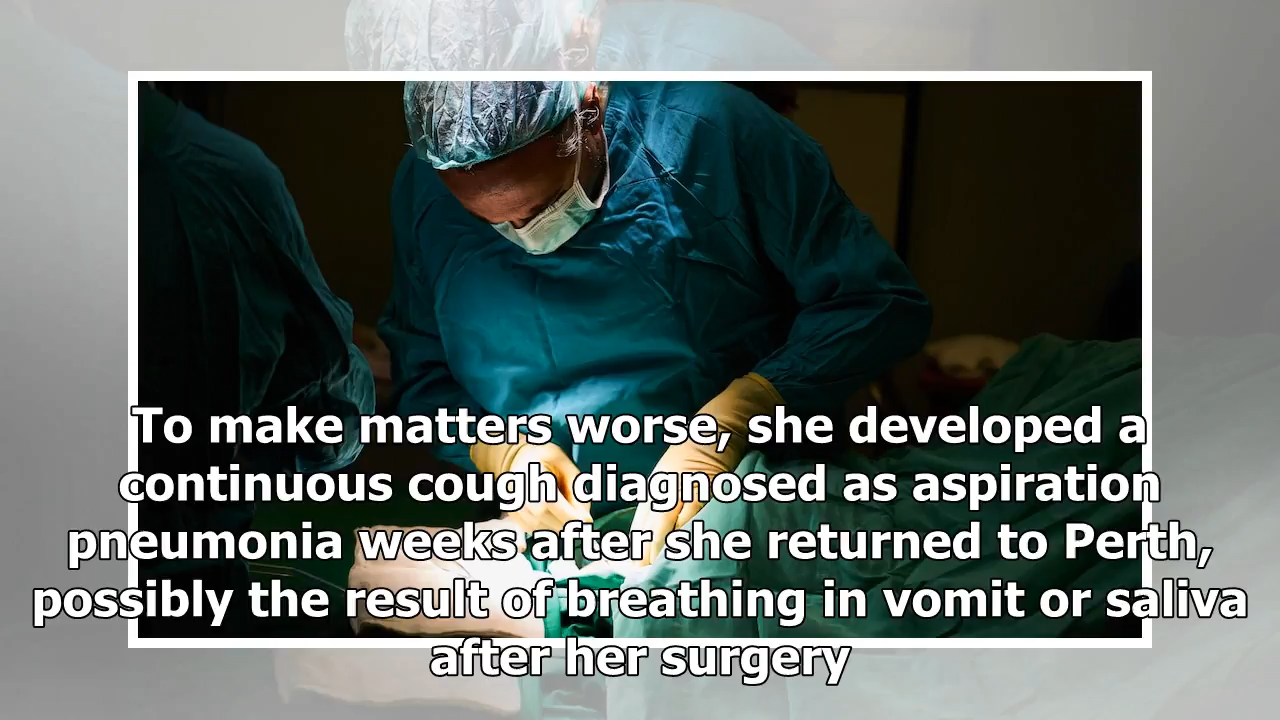 To make matters worse, she developed a
continuous cough diagnosed as aspiration
pneumonia weeks after she returned to Perth,
possibly the result of breathing in vomit or saliva
after her surgery